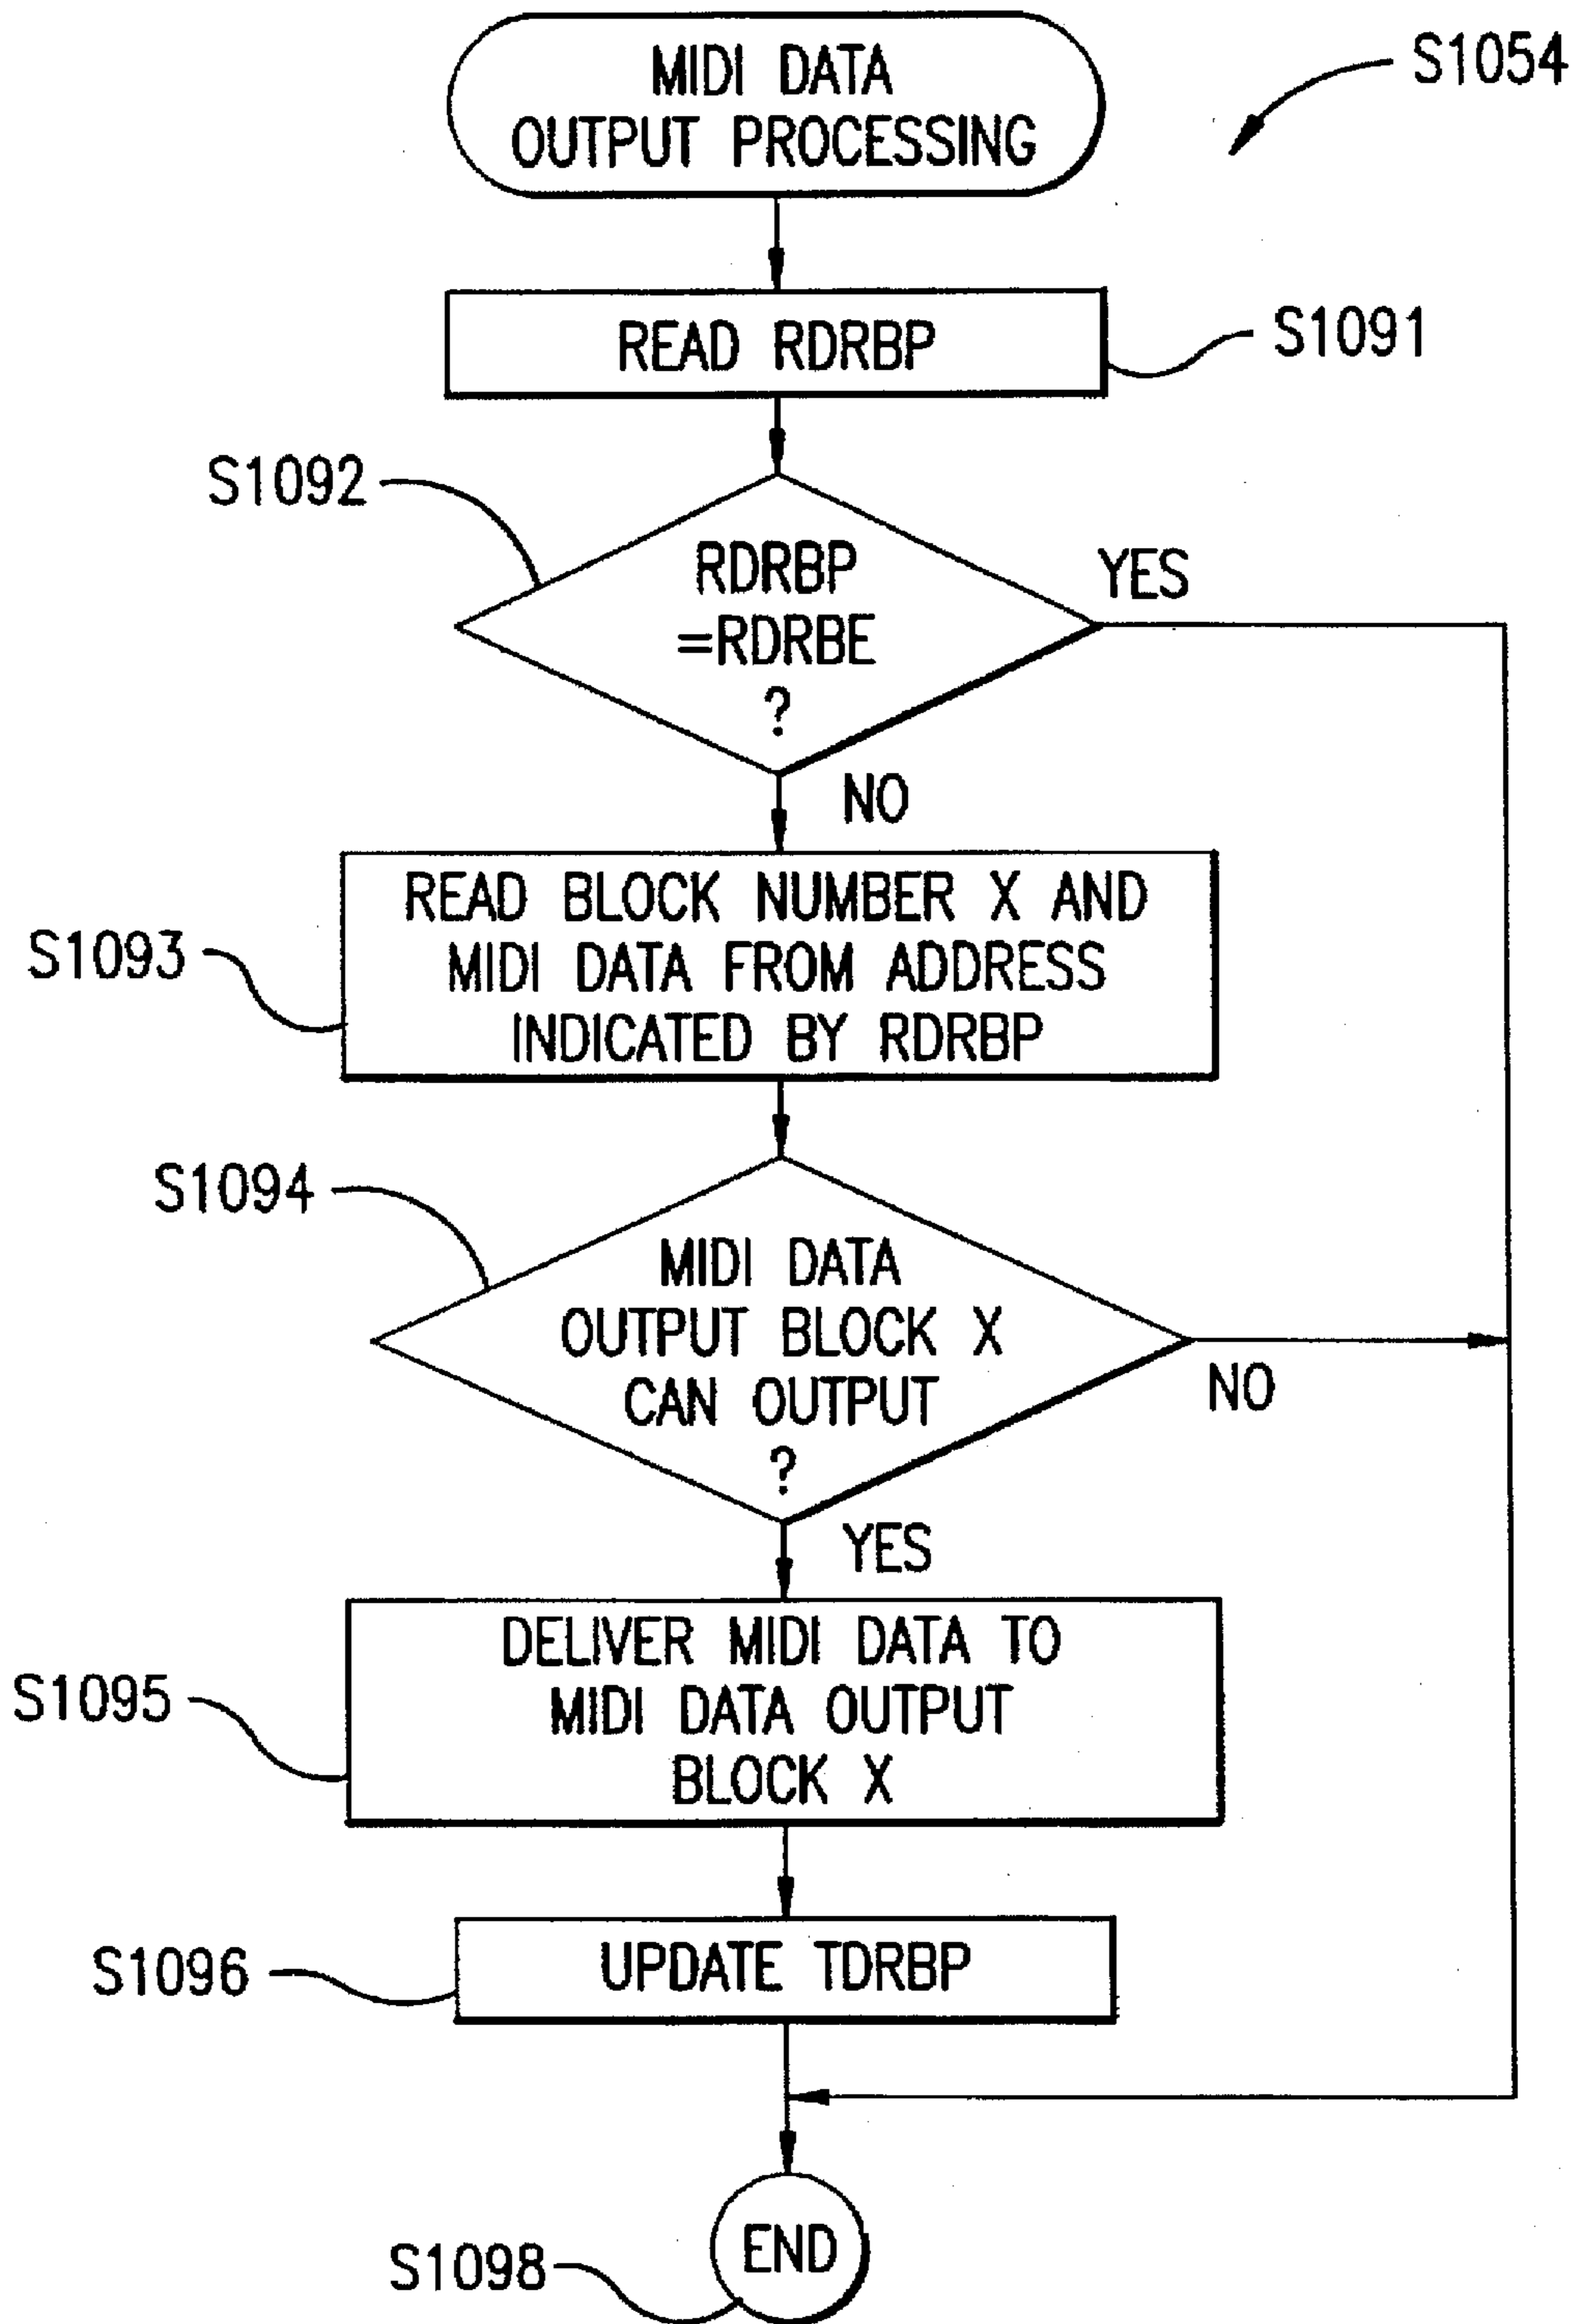 MIDI DATA
OUTPUT PROCESSING
S1054
READ RDRBP
S1091
S1092
RDRBP
=RDRBE
?
YES
NO
READ BLOCK NUMBER X AND
MIDI DATA FROM ADDRESS
INDICATED BY RDRBP
S1093
S1094
MIDI DATA
OUTPUT BLOCK X
CAN OUTPUT
?
NO
YES
DELIVER MIDI DATA TO
MIDI DATA OUTPUT
BLOCK X
S1095
UPDATE TDRBP
S1096
END
S1098